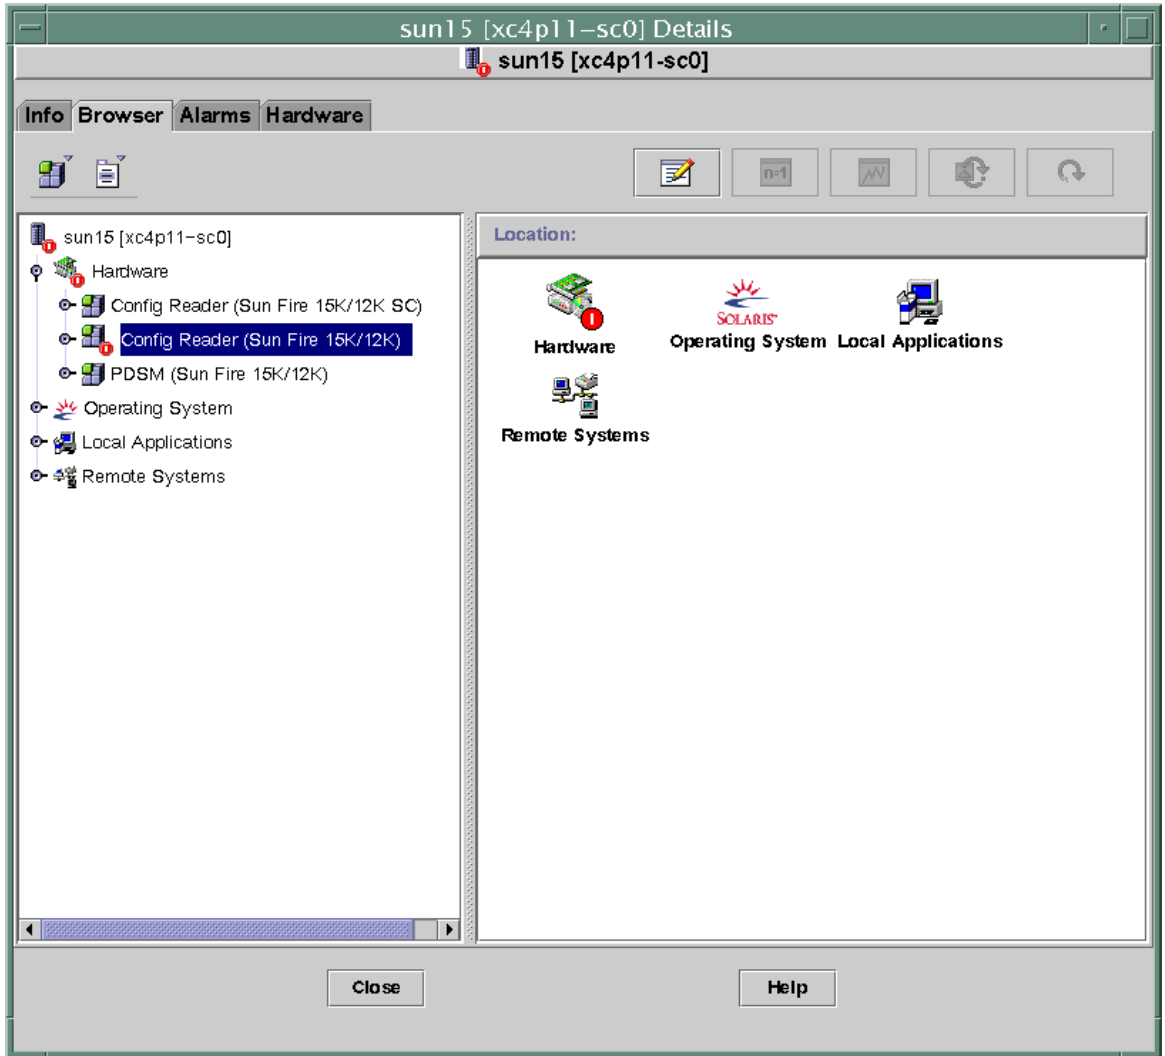 sun15 [xc4p11-sc0] Details
sun15 [xc4p11-sc0]
Info Browser Alarms Hardware
n=1
sun15 [xc4p11-sc0]
Hardware
Config Reader (Sun Fire 15K/12K SC)
Config Reader (Sun Fire 15K/12K)
PDSM (Sun Fire 15K/12K)
Operating System
Local Applications
Remote Systems
Location:
SOLARIS
Hardware Operating System Local Applications
Remote Systems
Close Help